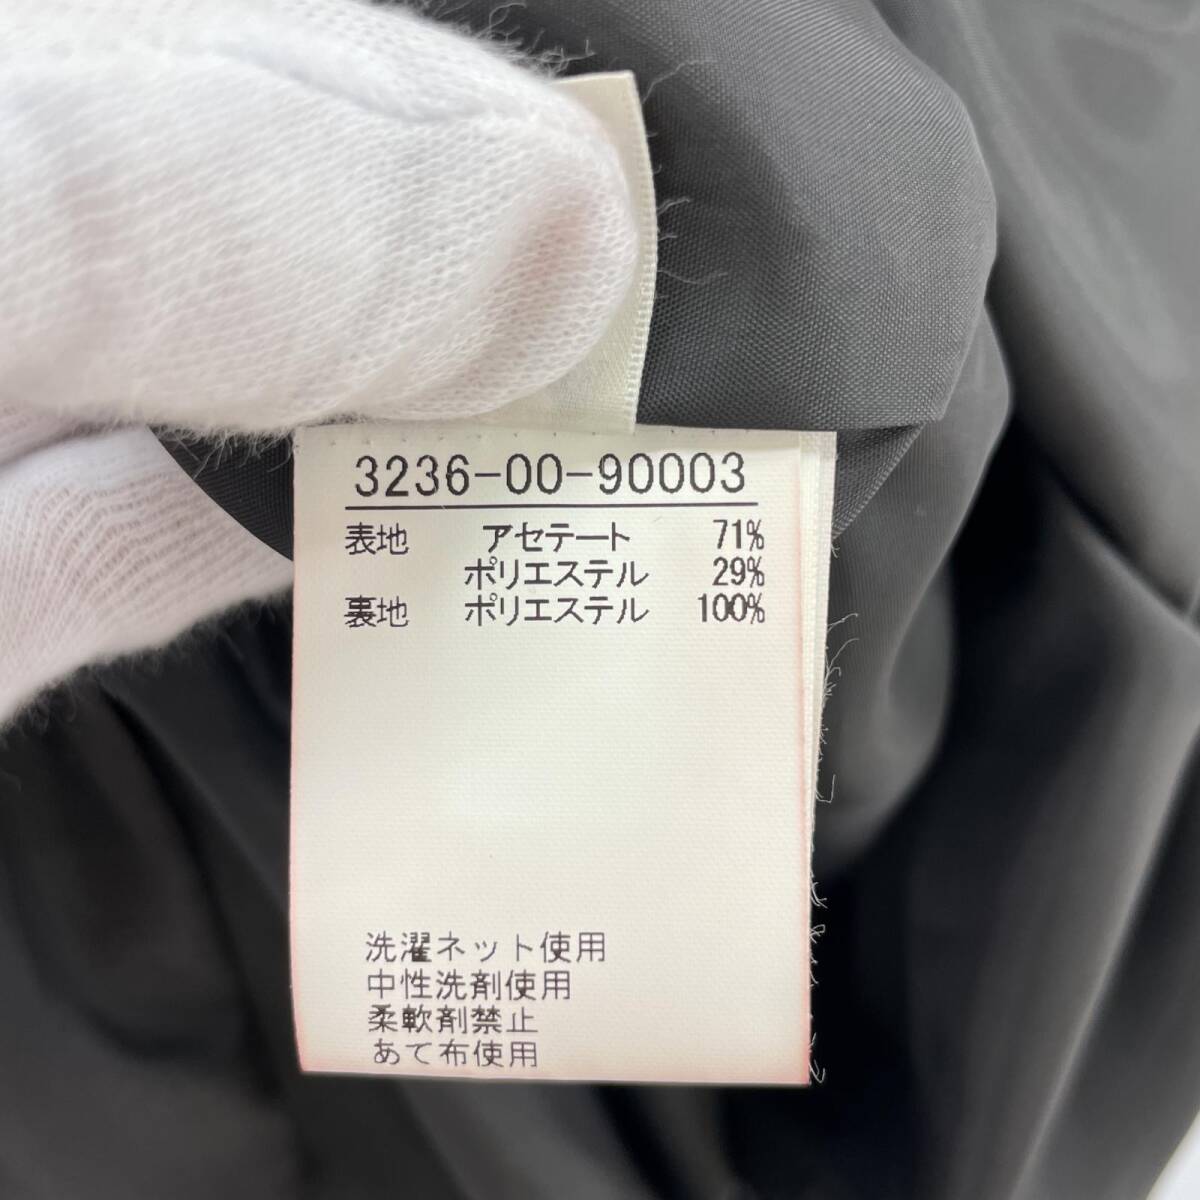 3236-00-90003
表地 アセテート 71%
ポリエステル 29%
裏地 ポリエステル 100%
洗濯ネット使用
中性洗剤使用
柔軟剤禁止
あて布使用